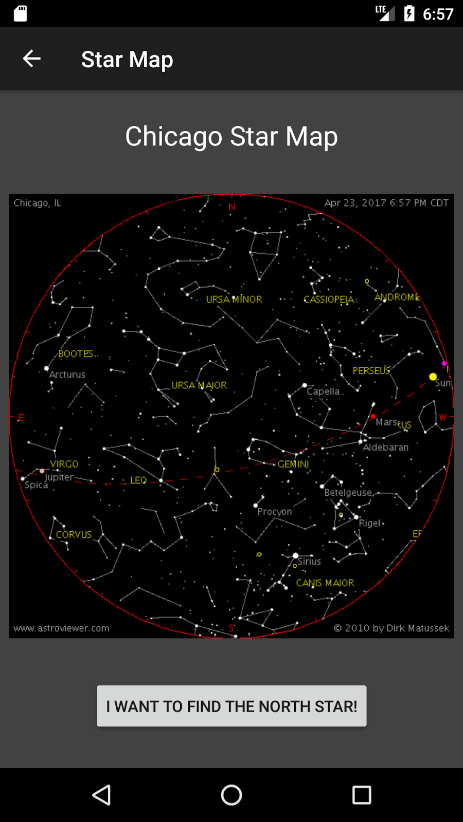 LTE 6:57
Star Map
Chicago Star Map
Chicago, IL
Apr 23, 2017 6:57 PM CDT
N
URSA MINOR
CASSIOPEIA
ANDROME
BOOTES
Arcturus
PERSEUS
Sun
URSA MAJOR
Capella
E
Mars
US
W
Aldebaran
VIRGO
GEMINI
Jupiter
Spica
LEO
Betelgeuse
Procyon
Rigel
CORVUS
ER
Sirius
CANIS MAIOR
www.astroviewer.com
S
© 2010 by Dirk Matussek
I WANT TO FIND THE NORTH STAR!